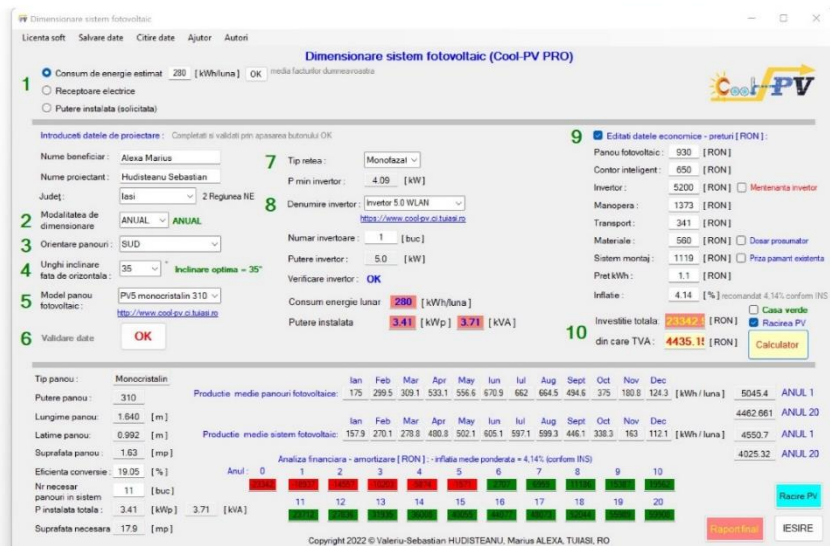 Dimensionare sistem fotovoltaic
Licenta soft Salvare date Citire date Ajutor Autori
Dimensionare sistem fotovoltaic (Cool-PV PRO)
1
Consum de energie estimat 280 [kWh/luna] OK media facturilor dumneavoastra
Receptoare electrice
Putere instalata (solicitata)
Cool-PV
Introduceti datele de proiectare : Completati si validati prin apasarea butonului OK
Nume beneficiar : Alexa Marius
Nume proiectant : Hudisteanu Sebastian
Județ : Iasi 2 Regiunea NE
2 Modalitatea de dimensionare ANUAL ANUAL
3 Orientare panouri : SUD
4 Unghi inclinare fata de orizontala : 35 ° Inclinare optima = 35°
5 Model panou fotovoltaic : PV5 monocristalin 310
http://www.cool-pv.ci.tuiasi.ro
6 Validare date OK
7 Tip retea : Monofazat
P min invertor : 4.09 [kW]
8 Denumire invertor : Invertor 5.0 WLAN
https://www.cool-pv.ci.tuiasi.ro
Numar invertoare : 1 [buc]
Putere invertor : 5.0 [kW]
Verificare invertor : OK
Consum energie lunar 280 [kWh/luna]
Putere instalata 3.41 [kWp] 3.71 [kVA]
9 Editati datele economice - preturi [RON] :
Panou fotovoltaic : 930 [RON]
Contor inteligent : 650 [RON]
Invertor : 5200 [RON] Mentenanta invertor
Manopera : 1373 [RON]
Transport : 341 [RON]
Materiale : 560 [RON] Dosar prosumator
Sistem montaj : 1119 [RON] Priza pamant existenta
Pret kWh : 1.1 [RON]
Inflatie : 4.14 [%] recomandat 4,14% conform INS
Casa verde
10 Investitie totala: 23342. [RON] Racirea PV
din care TVA : 4435.1 [RON] Calculator
Tip panou : Monocristalin
Putere panou : 310
Lungime panou: 1.640 [m]
Latime panou: 0.992 [m]
Suprafata panou : 1.63 [mp]
Eficienta conversie : 19.05 [%]
Nr necesar panouri in sistem 11 [buc]
P instalata totala : 3.41 [kWp] 3.71 [kVA]
Suprafata necesara 17.9 [mp]
Ian Feb Mar Apr May Iun Iul Aug Sept Oct Nov Dec
Productie medie panouri fotovoltaice: 175 299.5 309.1 533.1 556.6 670.9 662 664.5 494.6 375 180.8 124.3 [kWh / luna] 5045.4 ANUL 1
4462.661 ANUL 20
Ian Feb Mar Apr May Iun Iul Aug Sept Oct Nov Dec
Productie medie sistem fotovoltaic: 157.9 270.1 278.8 480.8 502.1 605.1 597.1 599.3 446.1 338.3 163 112.1 [kWh / luna] 4550.7 ANUL 1
4025.32 ANUL 20
Analiza financiara - amortizare [RON] : - inflatia medie ponderata = 4,14% (conform INS)
Anul : 0 1 2 3 4 5 6 7 8 9 10
11 12 13 14 15 16 17 18 19 20
Racire PV
Raport final IESIRE
Copyright 2022 © Valeriu-Sebastian HUDISTEANU, Marius ALEXA, TUIASI, RO